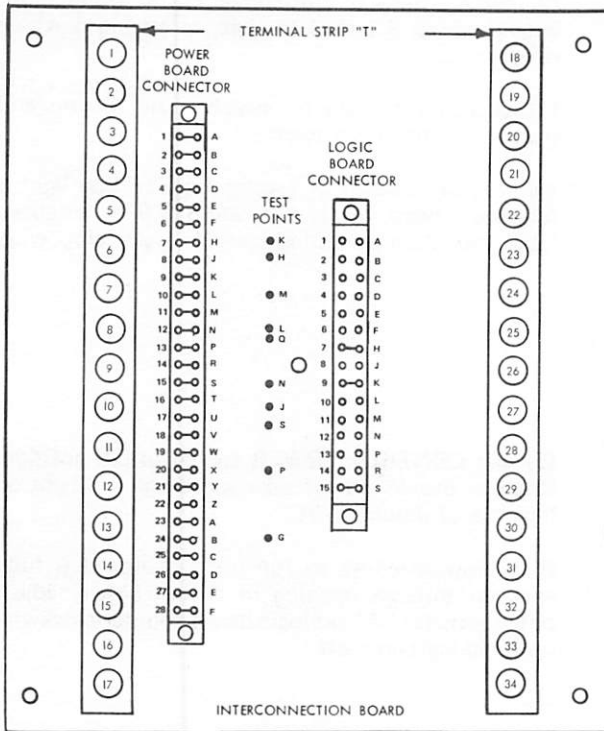 TERMINAL STRIP "T"
1
2
3
4
5
6
7
8
9
10
11
12
13
14
15
16
17
POWER
BOARD
CONNECTOR
1 A
2 B
3 C
4 D
5 E
6 F
7 H
8 J
9 K
10 L
11 M
12 N
13 P
14 R
15 S
16 T
17 U
18 V
19 W
20 X
21 Y
22 Z
23 A
24 B
25 C
26 D
27 E
28 F
TEST
POINTS
K
H
M
L
Q
N
J
S
G
LOGIC
BOARD
CONNECTOR
1 A
2 B
3 C
4 D
5 E
6 F
7 H
8 J
9 K
10 L
11 M
12 N
13 P
14 R
15 S
18
19
20
21
22
23
24
25
26
27
28
29
30
31
32
33
34
INTERCONNECTION BOARD